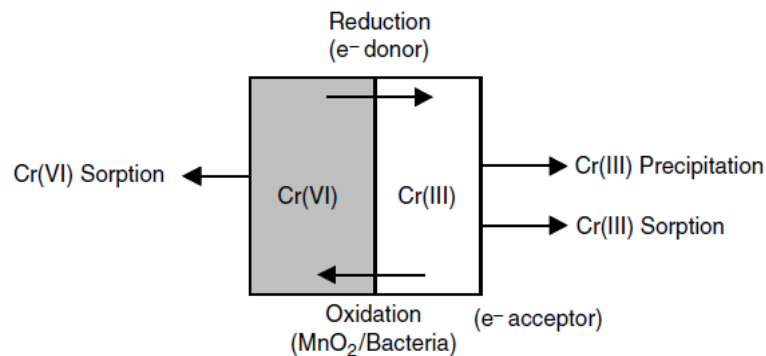 Reduction
(e⁻ donor)
Cr(VI) Sorption
Cr(VI)
Cr(III)
Cr(III) Precipitation
Cr(III) Sorption
Oxidation
(MnO₂/Bacteria)
(e⁻ acceptor)